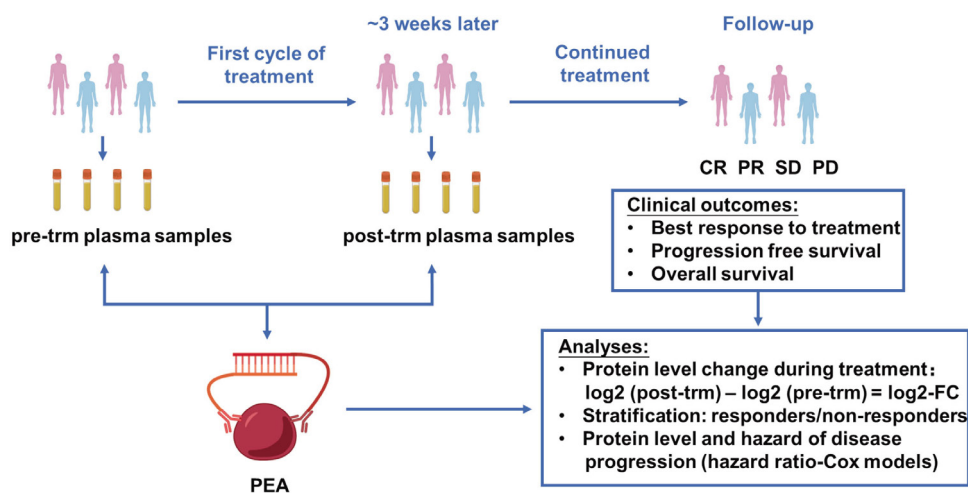 ~3 weeks later
Follow-up
First cycle of
treatment
Continued
treatment
CR PR SD PD
pre-trm plasma samples
post-trm plasma samples
Clinical outcomes:
• Best response to treatment
• Progression free survival
• Overall survival
Analyses:
• Protein level change during treatment:
log2 (post-trm) – log2 (pre-trm) = log2-FC
• Stratification: responders/non-responders
• Protein level and hazard of disease
progression (hazard ratio-Cox models)
PEA